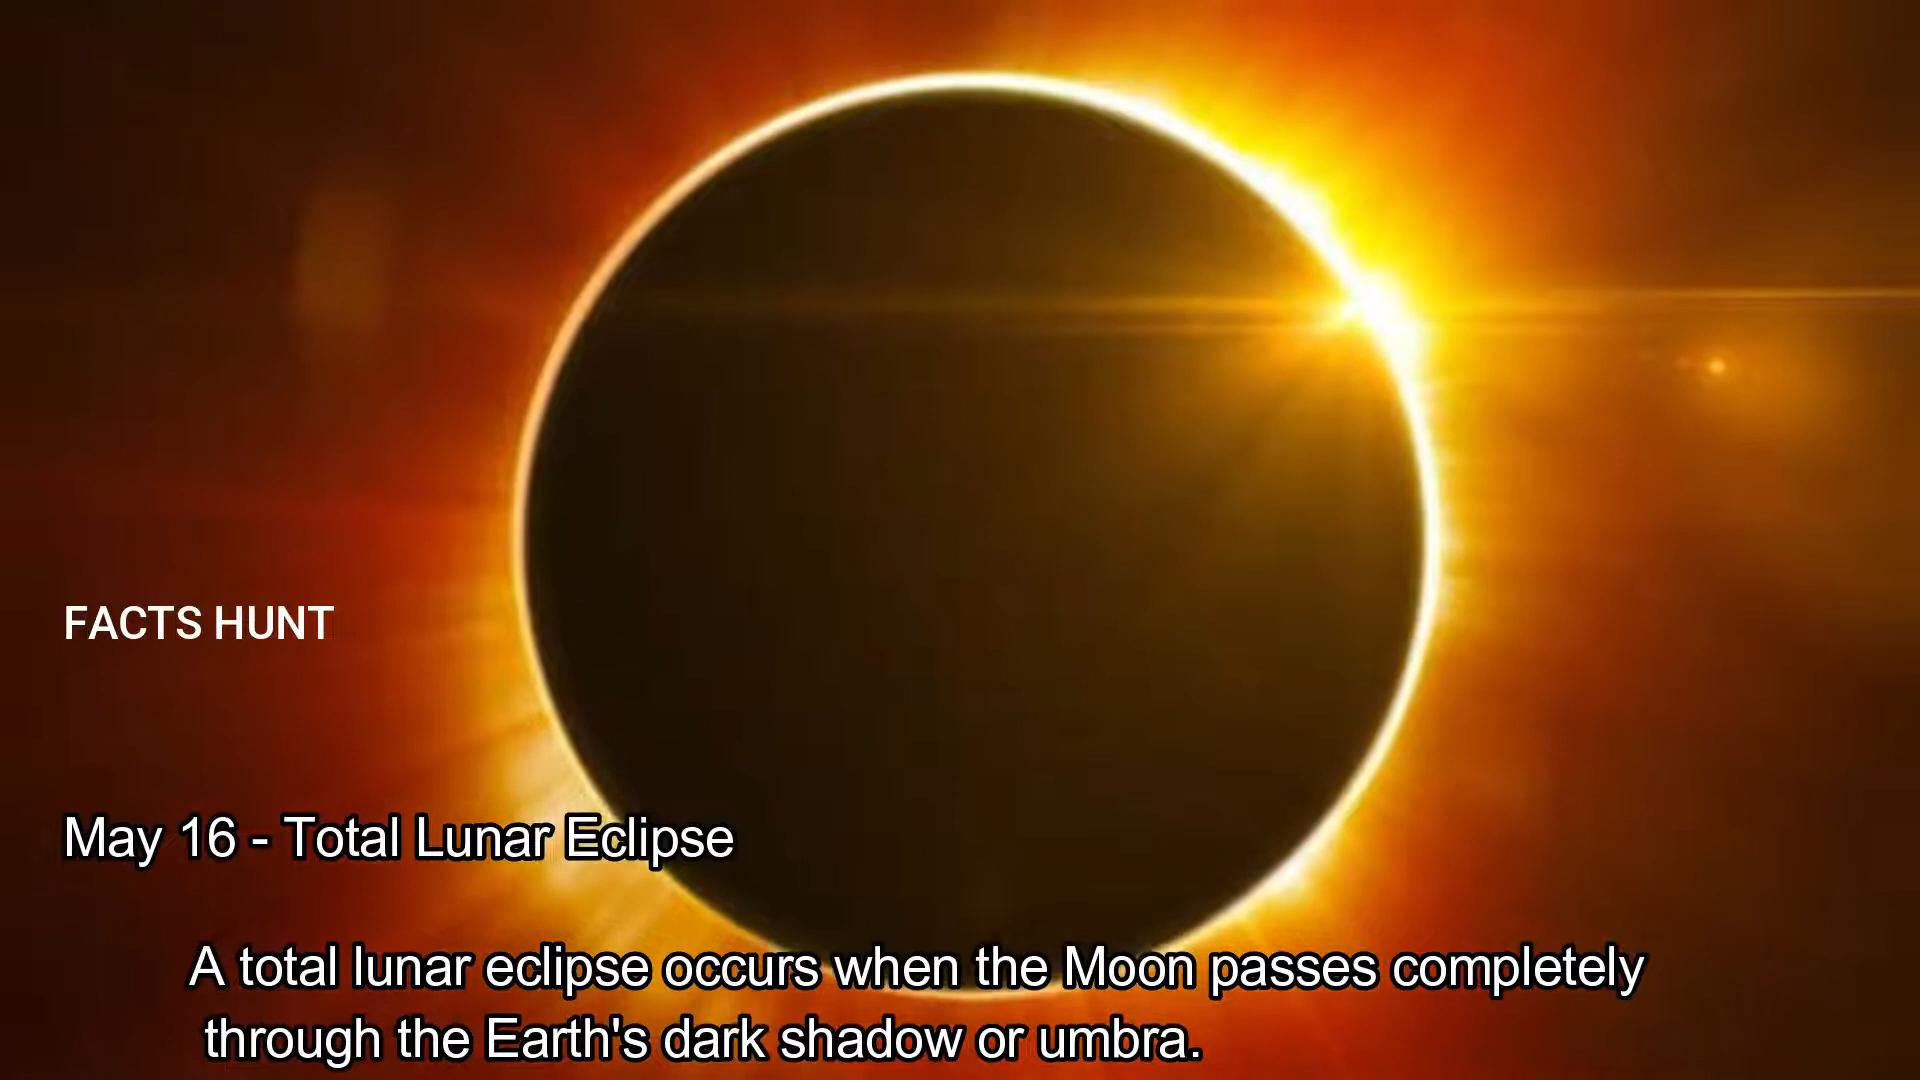 FACTS HUNT
May 16 - Total Lunar Eclipse
A total lunar eclipse occurs when the Moon passes completely
through the Earth's dark shadow or umbra.